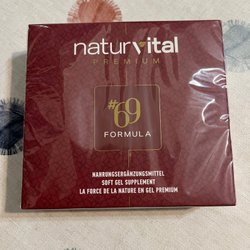 naturvital
PREMIUM
#69
FORMULA
NAHRUNGSERGÄNZUNGSMITTEL
SOFT GEL SUPPLEMENT
LA FORCE DE LA NATURE EN GEL PREMIUM